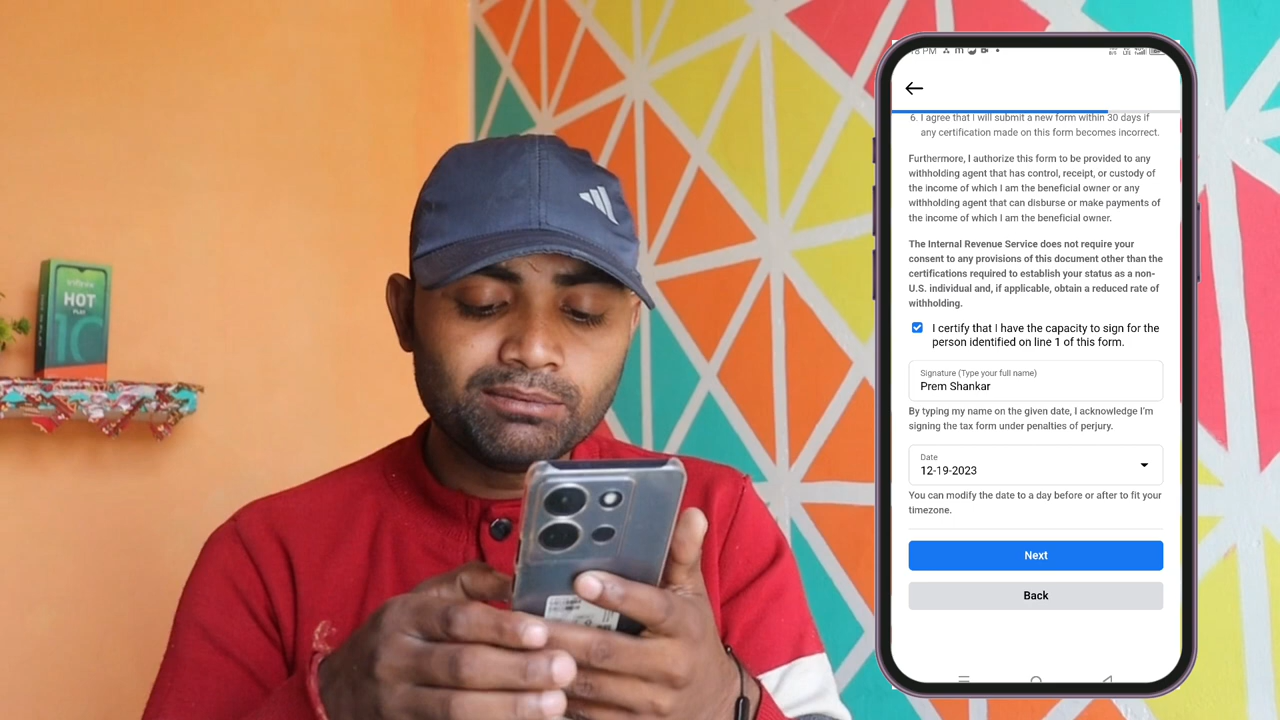 HOT
10
PM
6. I agree that I will submit a new form within 30 days if
any certification made on this form becomes incorrect.
Furthermore, I authorize this form to be provided to any
withholding agent that has control, receipt, or custody of
the income of which I am the beneficial owner or any
withholding agent that can disburse or make payments of
the income of which I am the beneficial owner.
The Internal Revenue Service does not require your
consent to any provisions of this document other than the
certifications required to establish your status as a non-
U.S. individual and, if applicable, obtain a reduced rate of
withholding.
I certify that I have the capacity to sign for the
person identified on line 1 of this form.
Signature (Type your full name)
Prem Shankar
By typing my name on the given date, I acknowledge I'm
signing the tax form under penalties of perjury.
Date
12-19-2023
You can modify the date to a day before or after to fit your
timezone.
Next
Back